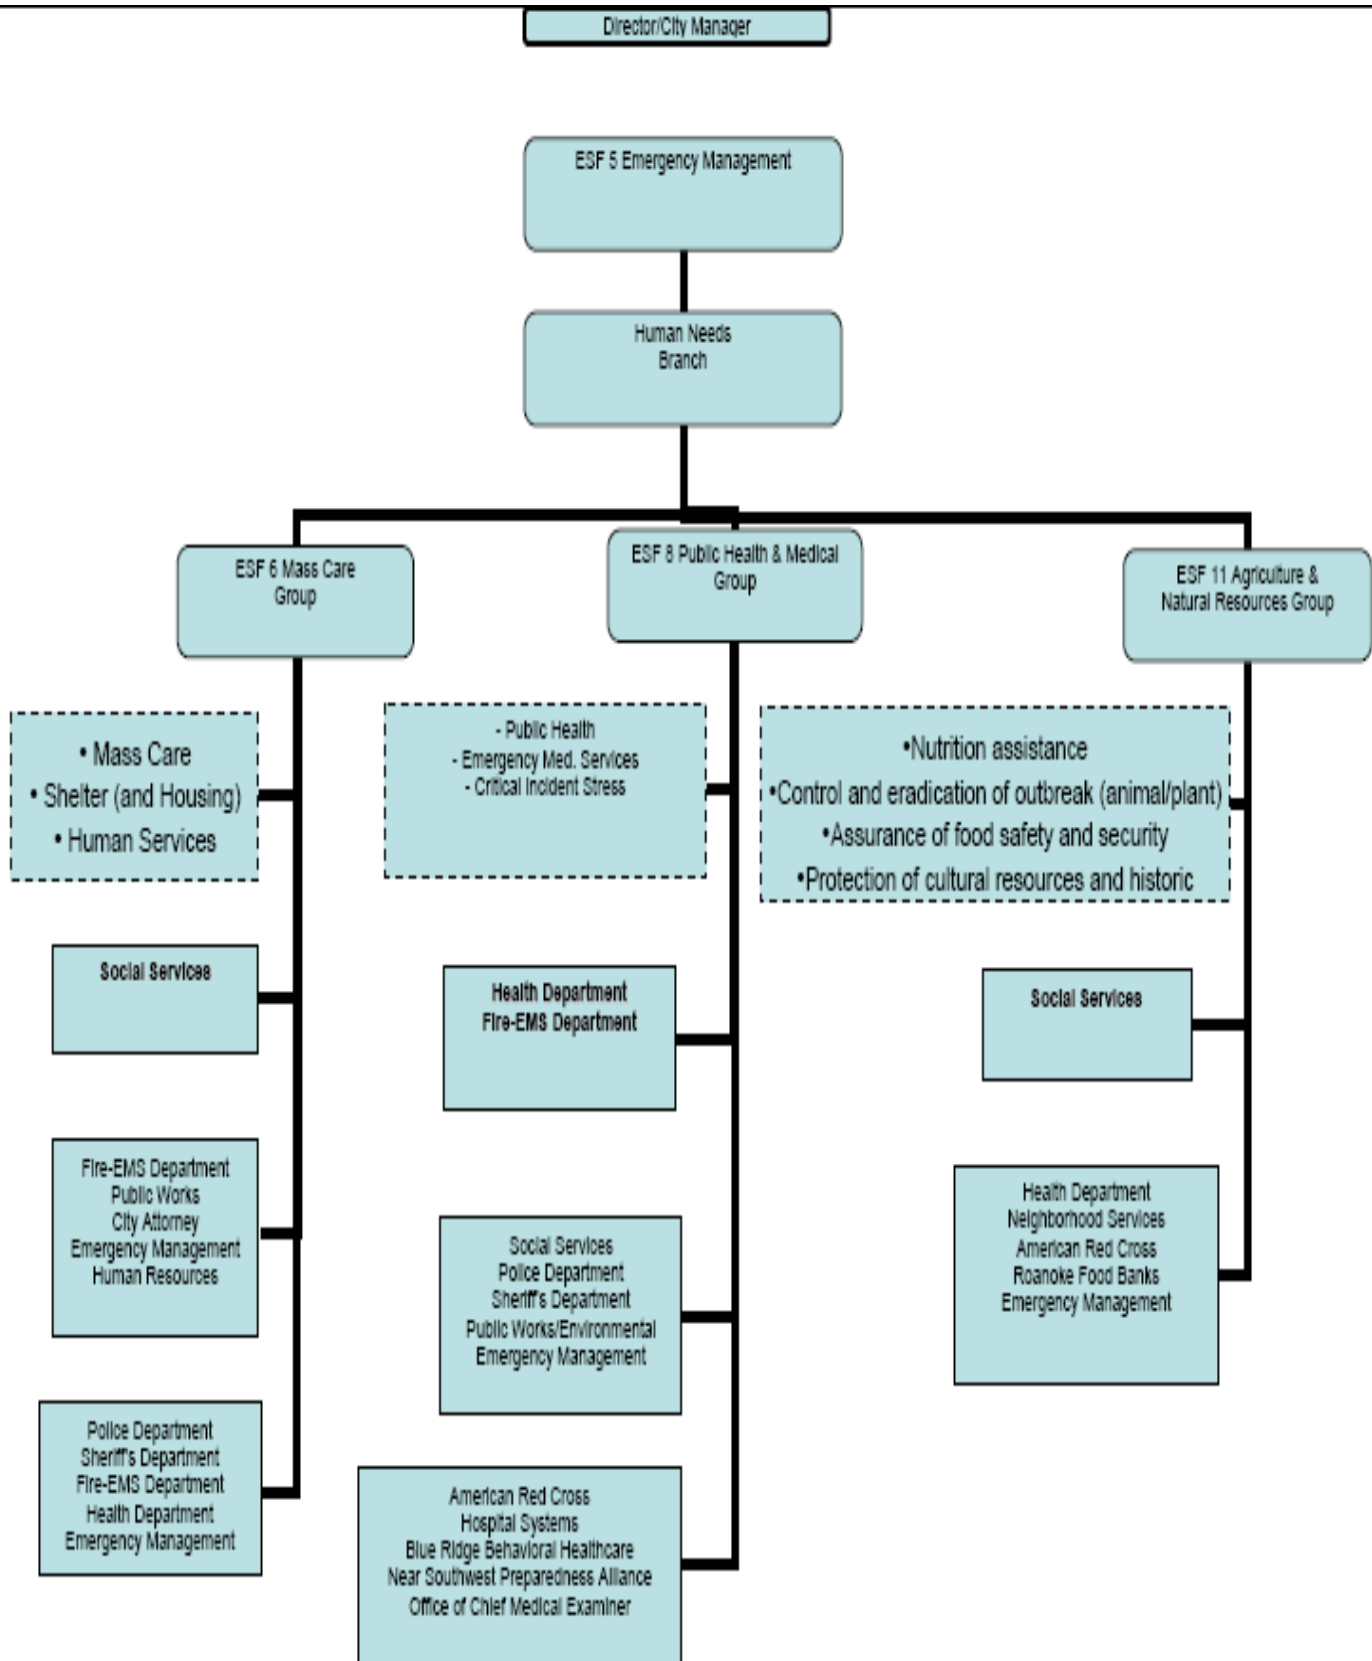 Director/City Manager
ESF 5 Emergency Management
Human Needs
Branch
ESF 6 Mass Care
Group
ESF 8 Public Health & Medical
Group
ESF 11 Agriculture &
Natural Resources Group
• Mass Care
• Shelter (and Housing)
• Human Services
- Public Health
- Emergency Med. Services
- Critical Incident Stress
•Nutrition assistance
•Control and eradication of outbreak (animal/plant)
•Assurance of food safety and security
•Protection of cultural resources and historic
Social Services
Health Department
Fire-EMS Department
Social Services
Fire-EMS Department
Public Works
City Attorney
Emergency Management
Human Resources
Social Services
Police Department
Sheriff's Department
Public Works/Environmental
Emergency Management
Health Department
Neighborhood Services
American Red Cross
Roanoke Food Banks
Emergency Management
Police Department
Sheriff's Department
Fire-EMS Department
Health Department
Emergency Management
American Red Cross
Hospital Systems
Blue Ridge Behavioral Healthcare
Near Southwest Preparedness Alliance
Office of Chief Medical Examiner